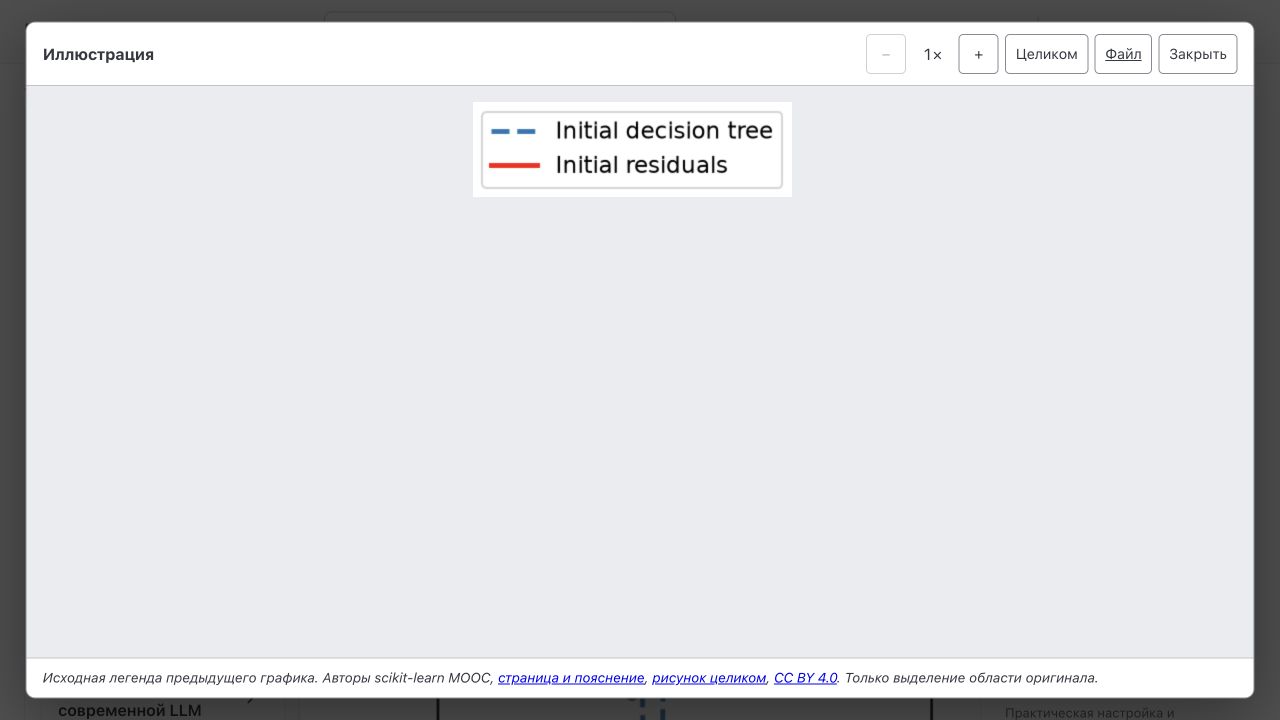 Иллюстрация
−
1×
+
Целиком
Файл
Закрыть
Initial decision tree
Initial residuals
Исходная легенда предыдущего графика. Авторы scikit-learn MOOC, страница и пояснение, рисунок целиком, CC BY 4.0. Только выделение области оригинала.
современной LLM
Практическая настройка и